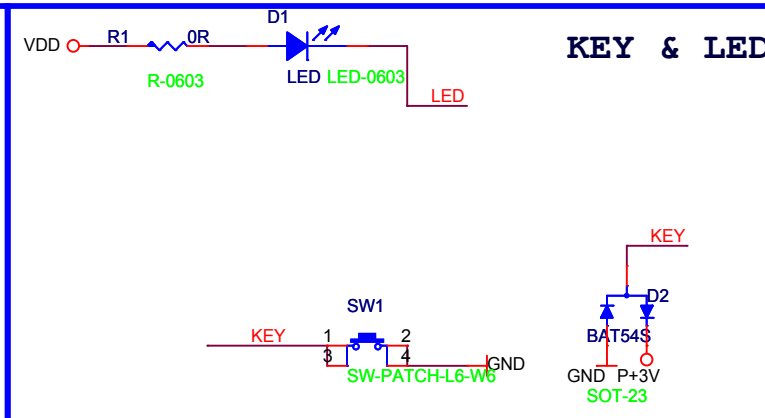 D1
KEY & LED
VDD R1 0R
R-0603
LED LED-0603
LED
KEY
D2
SW1
KEY 1 2
BAT54S
3 4 GND
SW-PATCH-L6-W6
GND P+3V
SOT-23